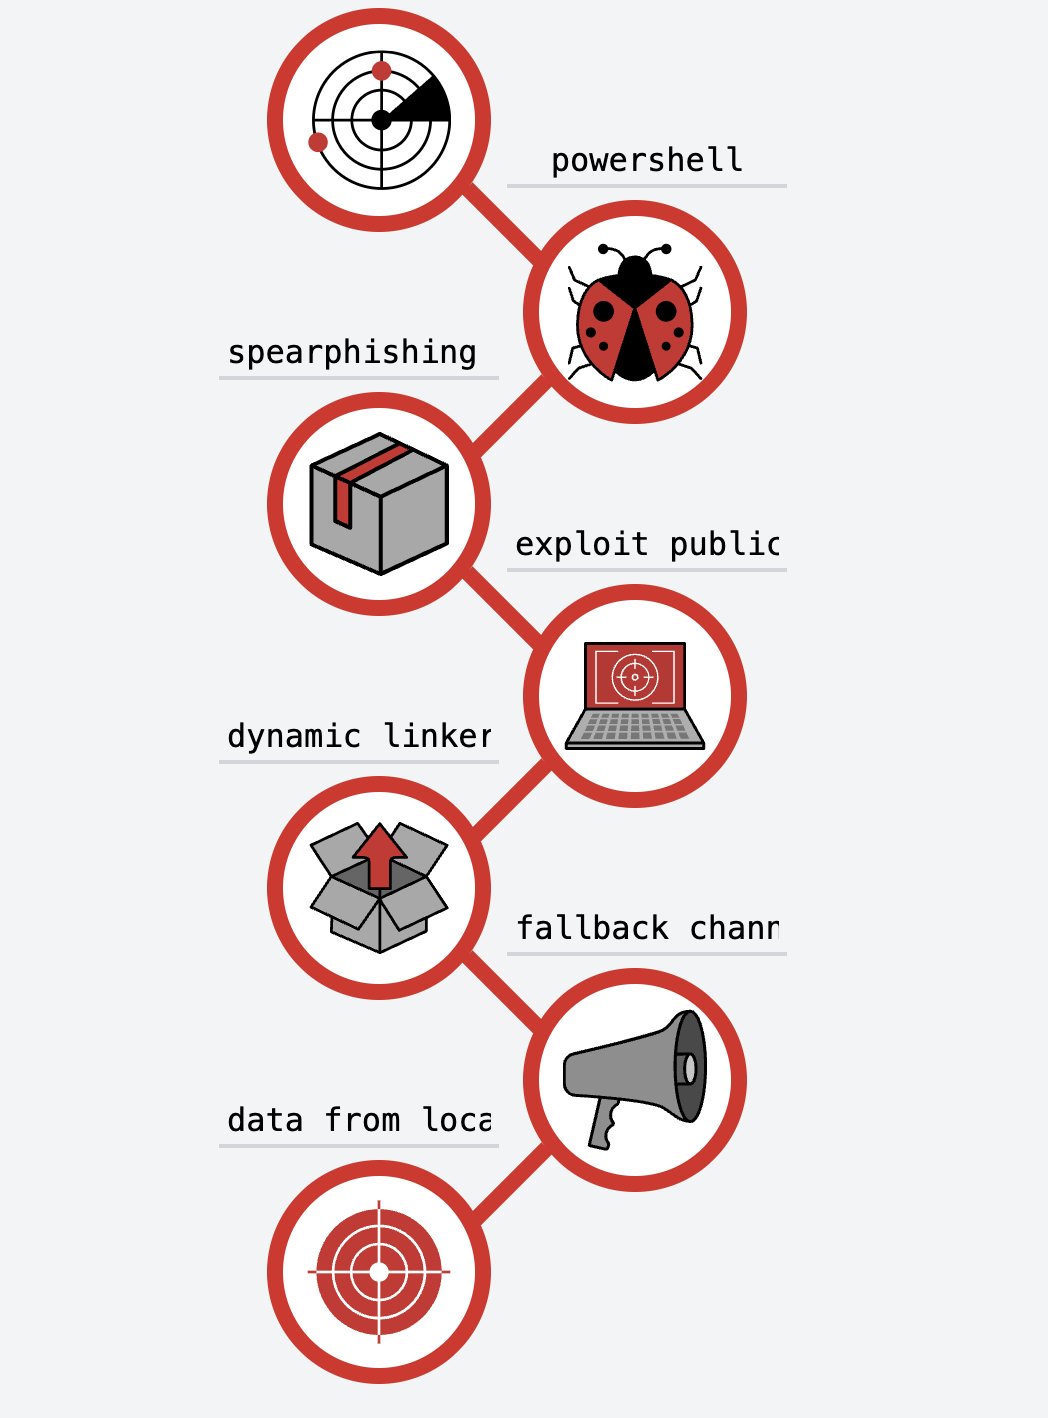 powershell
spearphishing
exploit public
dynamic linker
fallback chann
data from loca